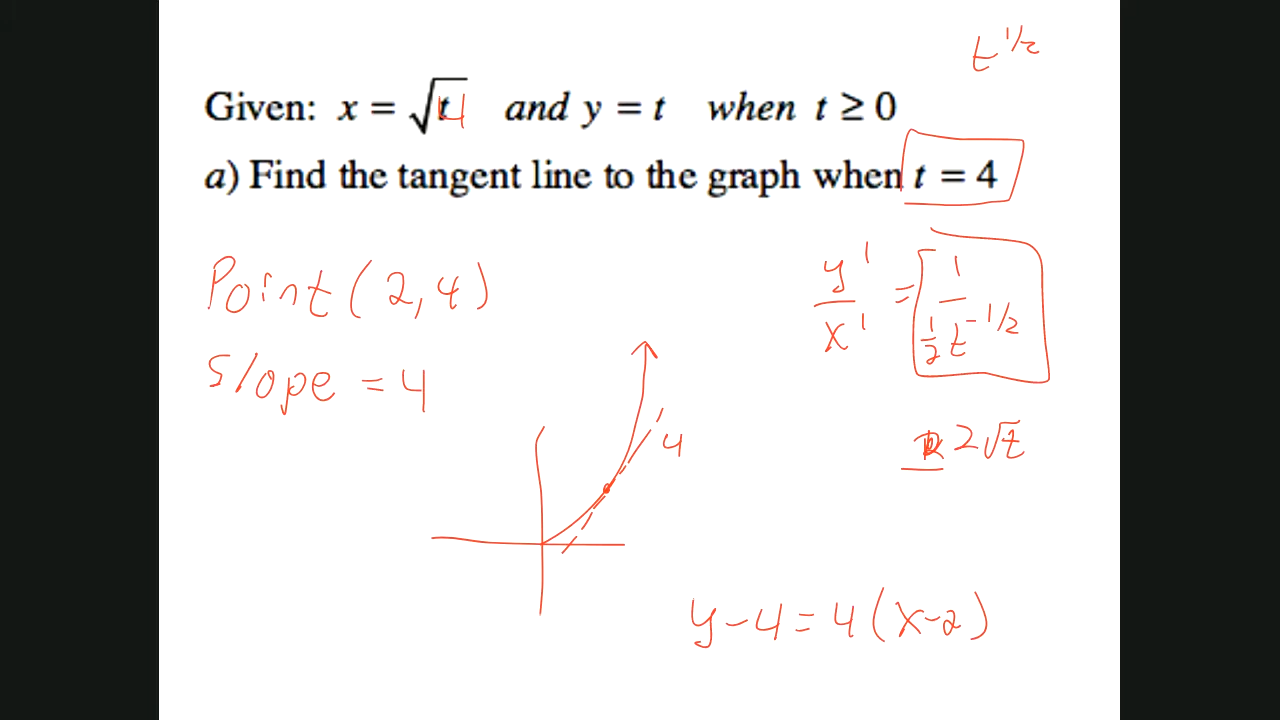 t^1/2
Given: x = √t4 and y = t when t ≥ 0
a) Find the tangent line to the graph when t = 4
Point (2,4)
y' / x' = 1 / (1/2 t^-1/2)
Slope = 4
4
2√t
y-4=4(x-2)